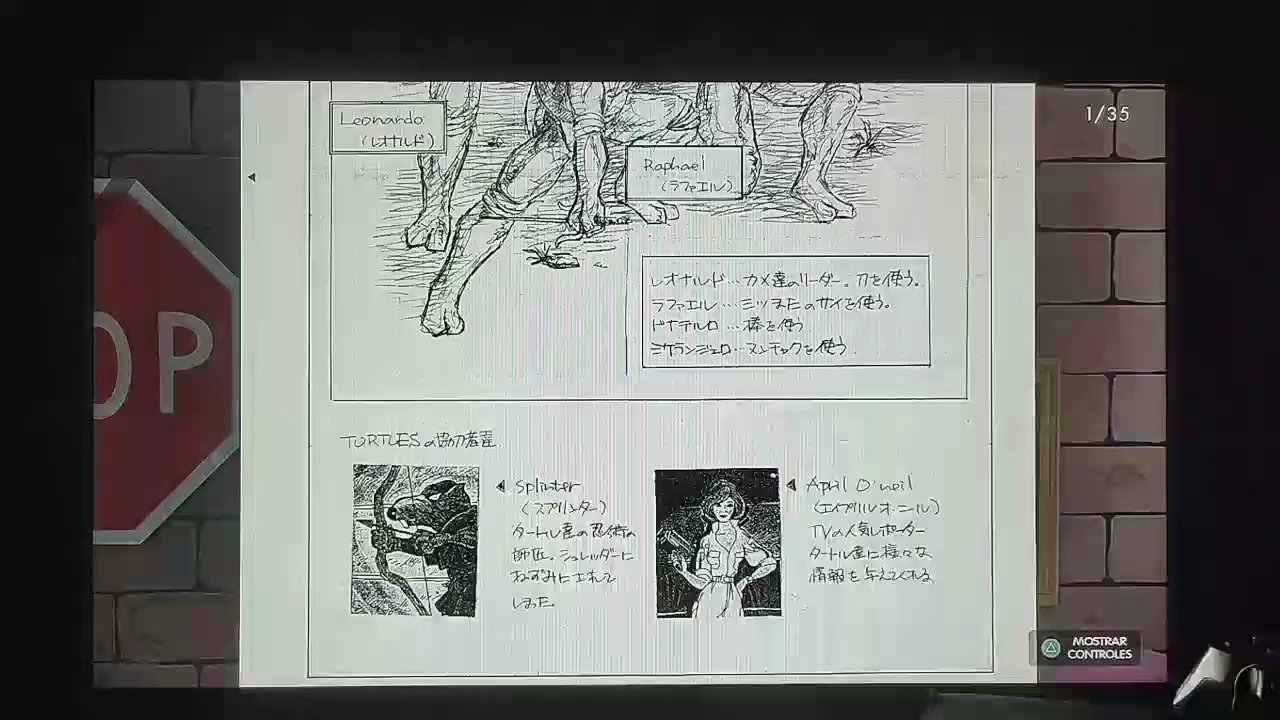 Leonardo
(レオナルド)
1/35
Raphael
(ラファエル)
OP
レオナルド…カメ達のリーダー。刀を使う。
ラファエル…ミツまたのサイを使う。
ドナテルロ…棒を使う
ミケランジェロ…ヌンチャクを使う.
TURTLESの協力者達
◀ Splinter
(スプリンター)
タートル達の忍術の
師匠。シュレッダーに
ねずみにされて
しまった。
◀ April O'neil
(エイプリル・オ・ニール)
TVの人気レポーター
タートル達に様々な
情報を与えてくれる
MOSTRAR
CONTROLES